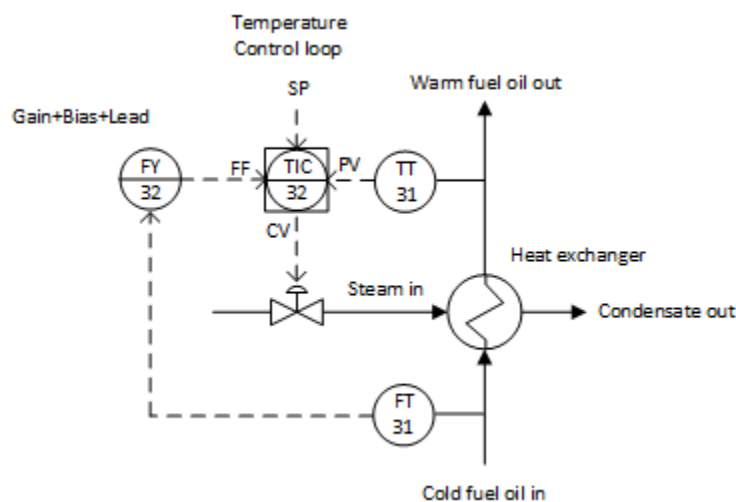 Temperature
Control loop
SP
Warm fuel oil out
Gain+Bias+Lead
FY
32
FF
TIC
32
PV
TT
31
CV
Heat exchanger
Steam in
Condensate out
FT
31
Cold fuel oil in